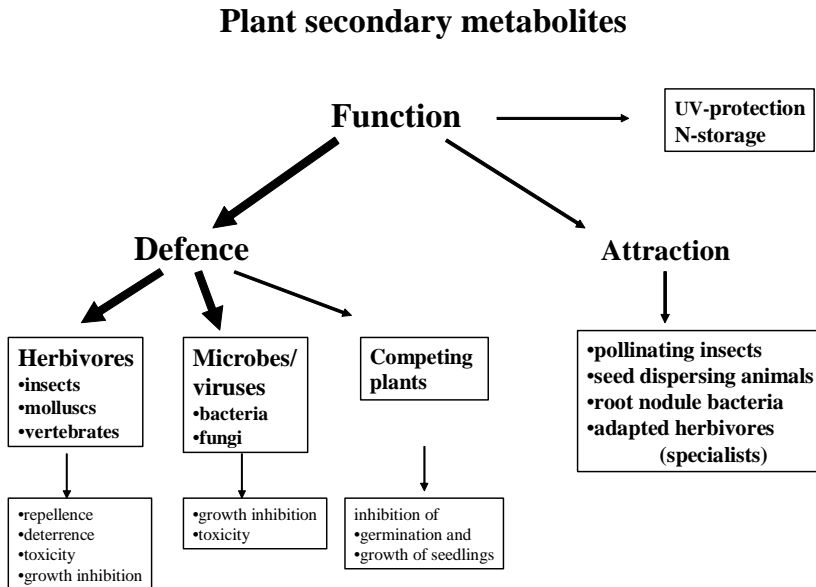 Plant secondary metabolites
Function
UV-protection
N-storage
Defence
Attraction
Herbivores
•insects
•molluscs
•vertebrates
Microbes/
viruses
•bacteria
•fungi
Competing
plants
•pollinating insects
•seed dispersing animals
•root nodule bacteria
•adapted herbivores
(specialists)
•repellence
•deterrence
•toxicity
•growth inhibition
•growth inhibition
•toxicity
inhibition of
•germination and
•growth of seedlings